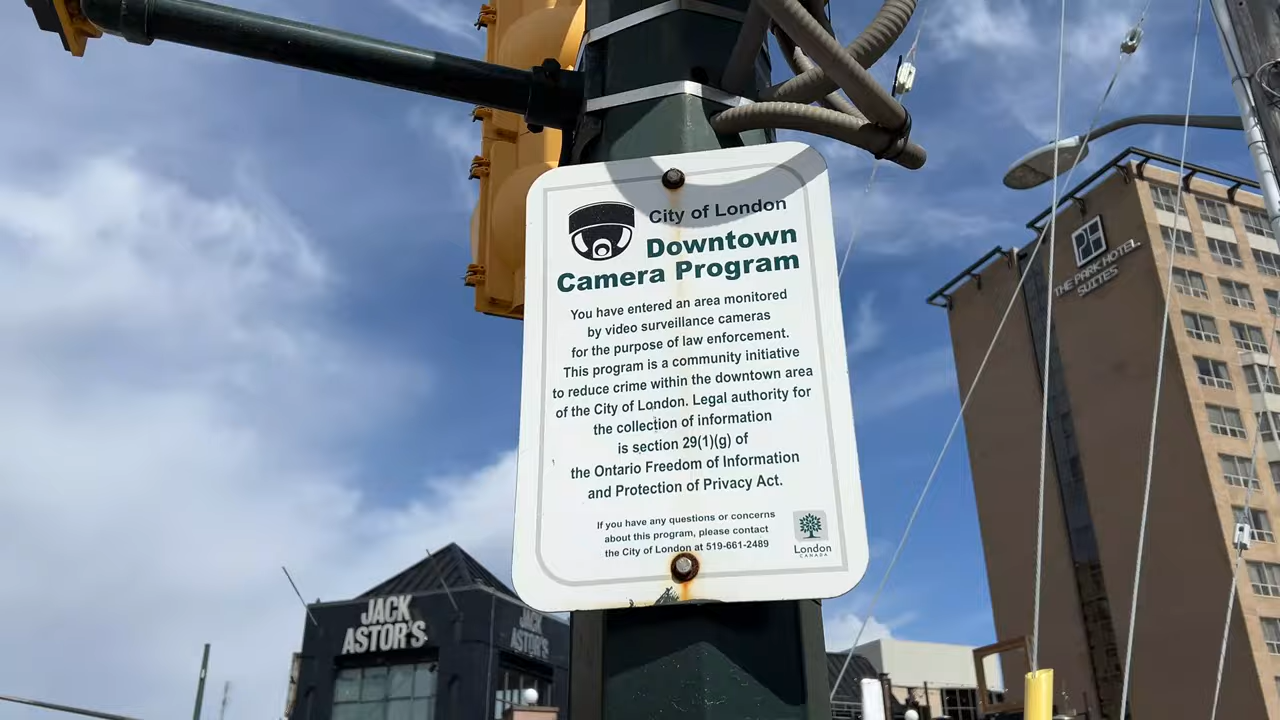 City of London
Downtown
Camera Program
You have entered an area monitored
by video surveillance cameras
for the purpose of law enforcement.
This program is a community initiative
to reduce crime within the downtown area
of the City of London. Legal authority for
the collection of information
is section 29(1)(g) of
the Ontario Freedom of Information
and Protection of Privacy Act.
If you have any questions or concerns
about this program, please contact
the City of London at 519-661-2489
London
CANADA
JACK
ASTOR'S
JACK
ASTOR'S
THE PARK HOTEL
SUITES